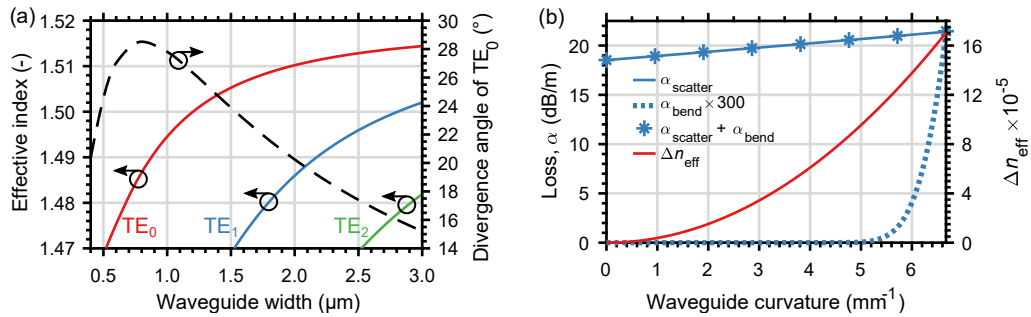 (a)
1.52
1.51
1.50
1.49
1.48
1.47
Effective index (-)
TE0
TE1
TE2
0.5 1.0 1.5 2.0 2.5 3.0
Waveguide width (µm)
30
28
26
24
22
20
18
16
14
Divergence angle of TE0 (°)
(b)
20
15
10
5
0
Loss, α (dB/m)
αscatter
αbend × 300
αscatter + αbend
Δneff
0 1 2 3 4 5 6
Waveguide curvature (mm-1)
16
12
8
4
0
Δneff × 10-5